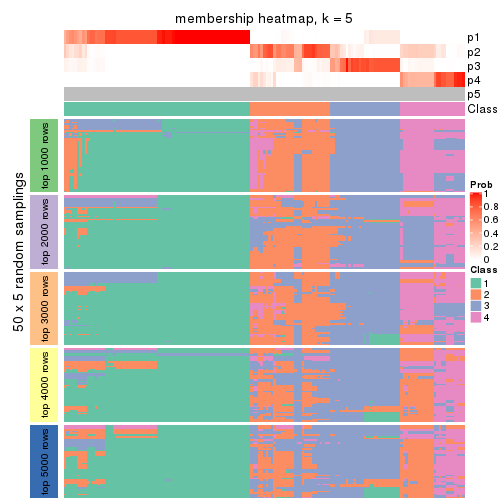 membership heatmap, k = 5
p1
p2
p3
p4
p5
Class
50 x 5 random samplings
top 1000 rows
top 2000 rows
top 3000 rows
top 4000 rows
top 5000 rows
Prob
1
0.8
0.6
0.4
0.2
0
Class
1
2
3
4